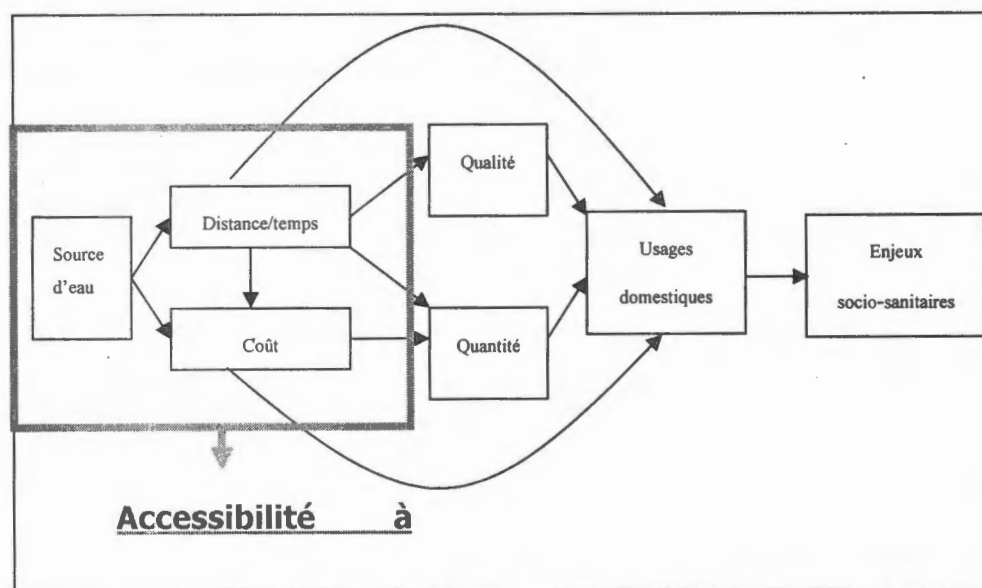 Source
d'eau
Distance/temps
Coût
Qualité
Quantité
Usages
domestiques
Enjeux
socio-sanitaires
Accessibilité à